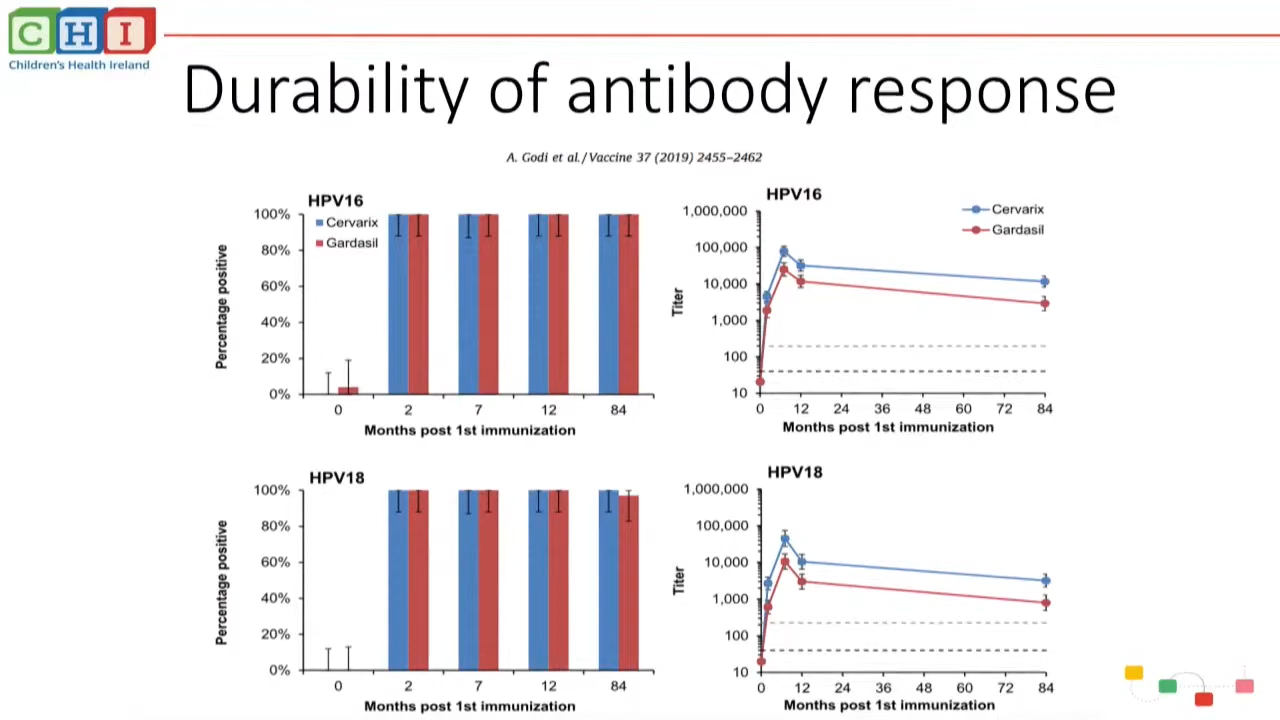 CHI
Children's Health Ireland
Durability of antibody response
A. Godi et al./Vaccine 37 (2019) 2455–2462
HPV16
Cervarix
Gardasil
Percentage positive
100%
80%
60%
40%
20%
0%
0 2 7 12 84
Months post 1st immunization
HPV16
Cervarix
Gardasil
Titer
1,000,000
100,000
10,000
1,000
100
10
0 12 24 36 48 60 72 84
Months post 1st immunization
HPV18
Percentage positive
100%
80%
60%
40%
20%
0%
0 2 7 12 84
Months post 1st immunization
HPV18
Titer
1,000,000
100,000
10,000
1,000
100
10
0 12 24 36 48 60 72 84
Months post 1st immunization